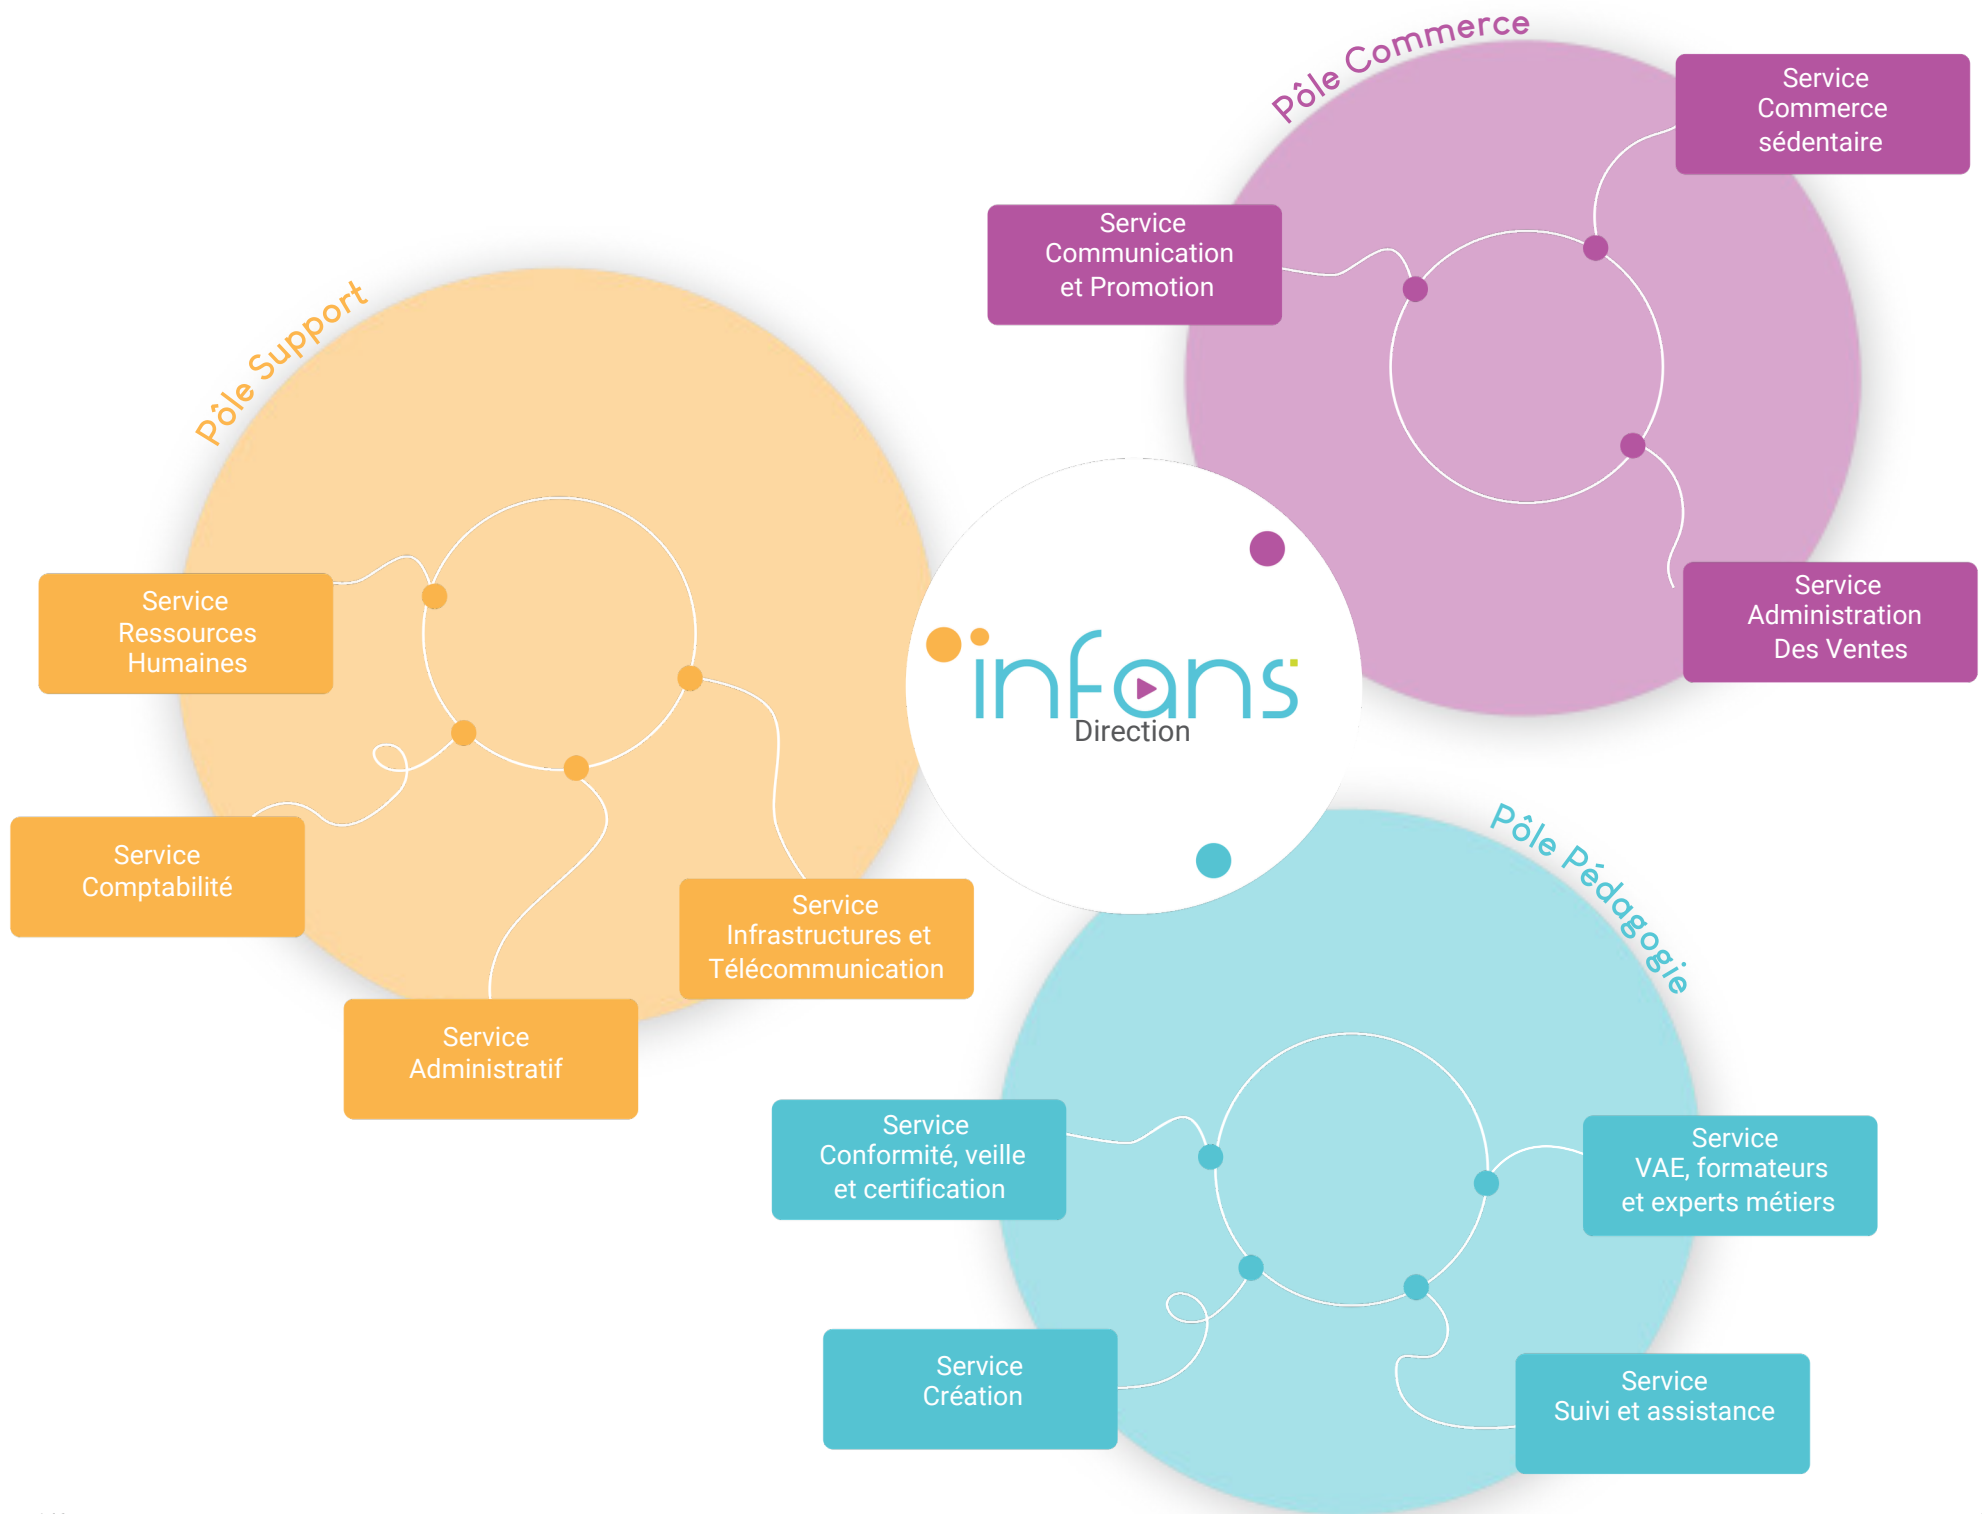 Pôle Commerce
Service
Commerce
sédentaire
Service
Communication
et Promotion
Service
Administration
Des Ventes
Pôle Support
Service
Ressources
Humaines
Service
Comptabilité
Service
Administratif
Service
Infrastructures et
Télécommunication
infans
Direction
Pôle Pédagogie
Service
Conformité, veille
et certification
Service
VAE, formateurs
et experts métiers
Service
Création
Service
Suivi et assistance